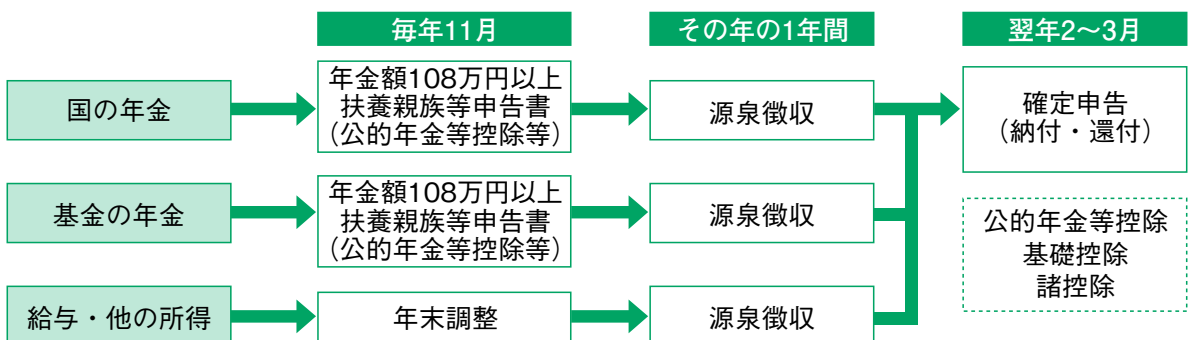 毎年11月
その年の1年間
翌年2〜3月
国の年金
年金額108万円以上
扶養親族等申告書
（公的年金等控除等）
源泉徴収
確定申告
（納付・還付）
基金の年金
年金額108万円以上
扶養親族等申告書
（公的年金等控除等）
源泉徴収
公的年金等控除
基礎控除
諸控除
給与・他の所得
年末調整
源泉徴収